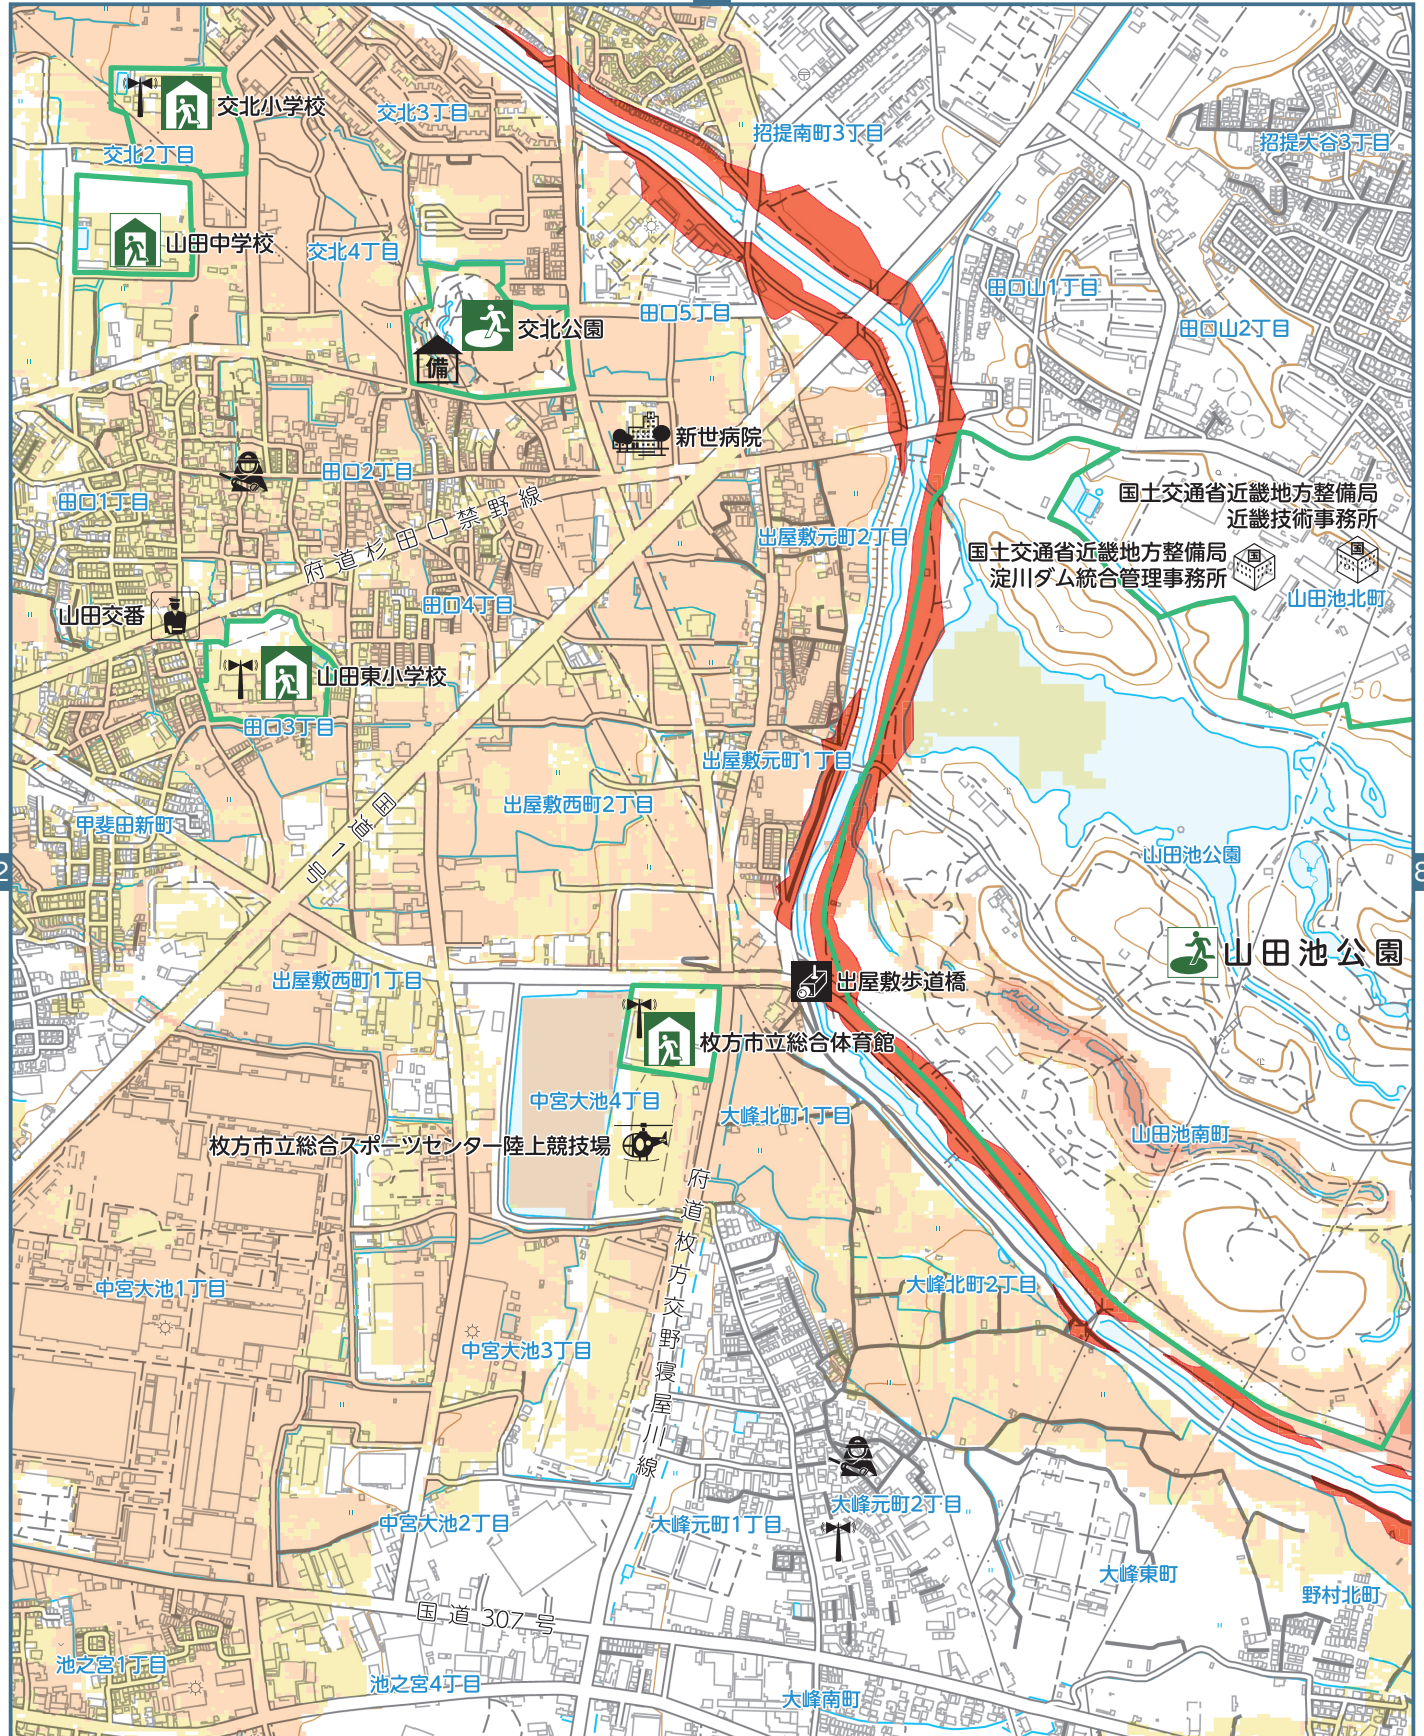 交北小学校
交北3丁目
招提南町3丁目
招提大谷3丁目
交北2丁目
山田中学校
交北4丁目
田口山1丁目
田口5丁目
交北公園
田口山2丁目
備
新世病院
田口2丁目
田口1丁目
府道杉田口禁野線
国土交通省近畿地方整備局
近畿技術事務所
出屋敷元町2丁目
国土交通省近畿地方整備局
淀川ダム統合管理事務所
国
国
山田池北町
山田交番
田口4丁目
山田東小学校
50
田口3丁目
出屋敷元町1丁目
出屋敷西町2丁目
国道1号
甲斐田新町
山田池公園
2
8
山田池公園
出屋敷西町1丁目
出屋敷歩道橋
枚方市立総合体育館
中宮大池4丁目
大峰北町1丁目
山田池南町
枚方市立総合スポーツセンター陸上競技場
府道枚方交野寝屋川線
中宮大池1丁目
大峰北町2丁目
中宮大池3丁目
大峰元町2丁目
中宮大池2丁目
大峰元町1丁目
大峰東町
野村北町
国道307号
池之宮1丁目
池之宮4丁目
大峰南町